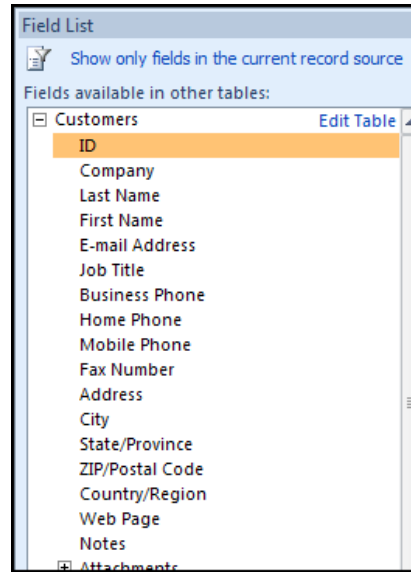 Field List
Show only fields in the current record source
Fields available in other tables:
Customers Edit Table
ID
Company
Last Name
First Name
E-mail Address
Job Title
Business Phone
Home Phone
Mobile Phone
Fax Number
Address
City
State/Province
ZIP/Postal Code
Country/Region
Web Page
Notes
Attachments